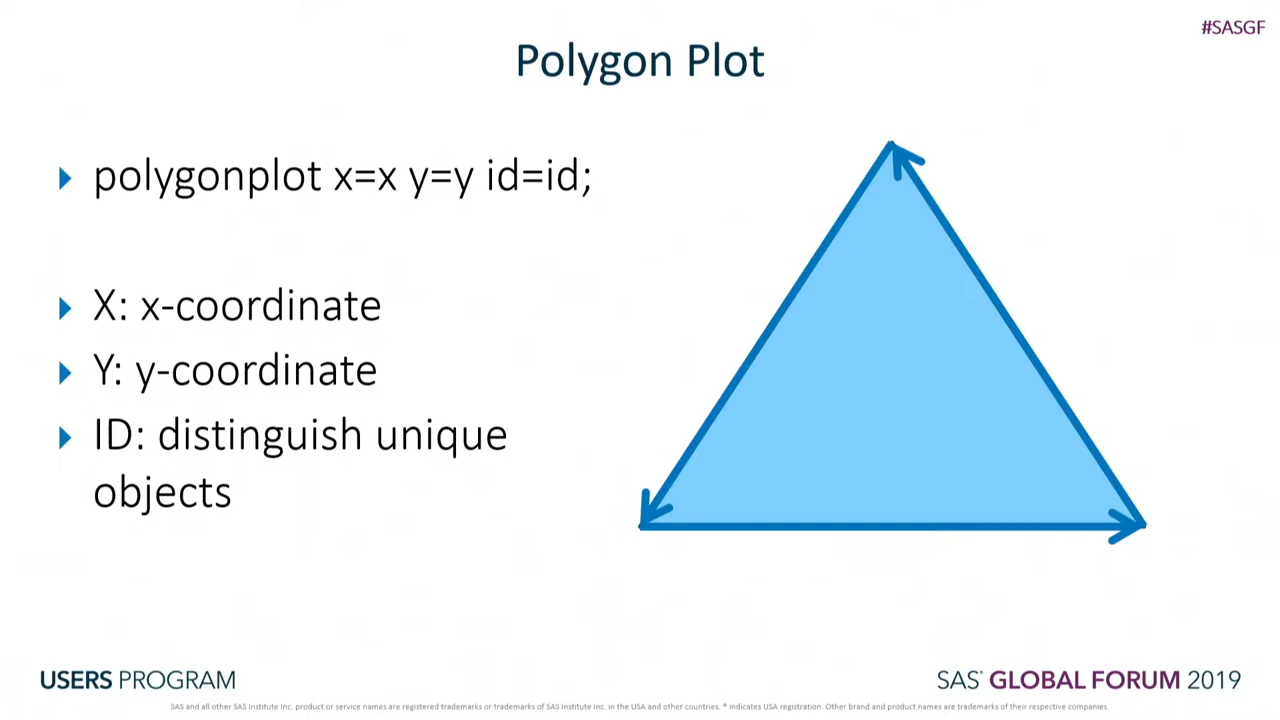 #SASGF
Polygon Plot
polygonplot x=x y=y id=id;
X: x-coordinate
Y: y-coordinate
ID: distinguish unique
objects
USERS PROGRAM
SAS® GLOBAL FORUM 2019
SAS and all other SAS Institute Inc. product or service names are registered trademarks or trademarks of SAS Institute Inc. in the USA and other countries. ® indicates USA registration. Other brand and product names are trademarks of their respective companies.